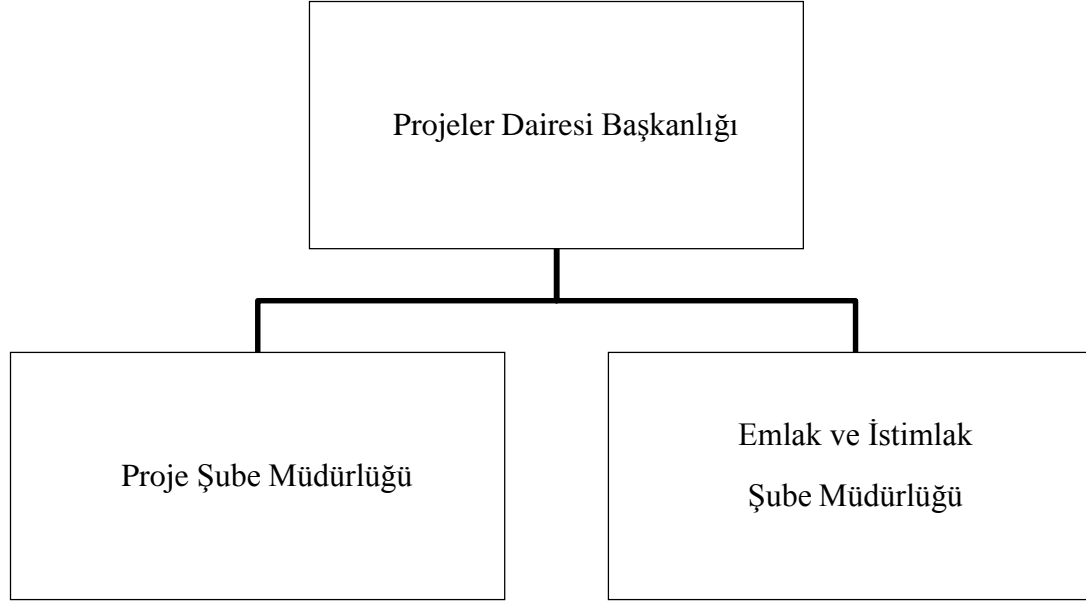 Projeler Dairesi Başkanlığı
Proje Şube Müdürlüğü
Emlak ve İstimlak
Şube Müdürlüğü